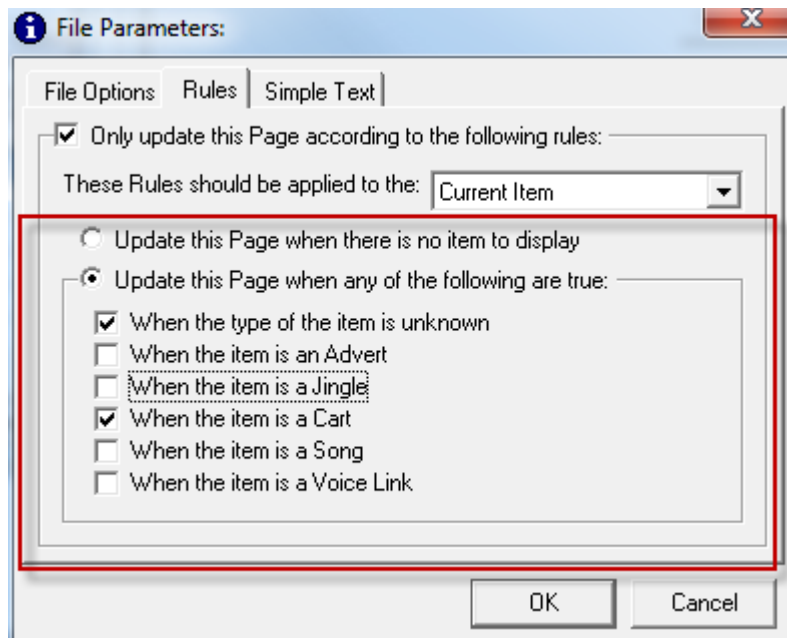 File Parameters:
File Options Rules Simple Text
Only update this Page according to the following rules:
These Rules should be applied to the: Current Item
Update this Page when there is no item to display
Update this Page when any of the following are true:
When the type of the item is unknown
When the item is an Advert
When the item is a Jingle
When the item is a Cart
When the item is a Song
When the item is a Voice Link
OK Cancel